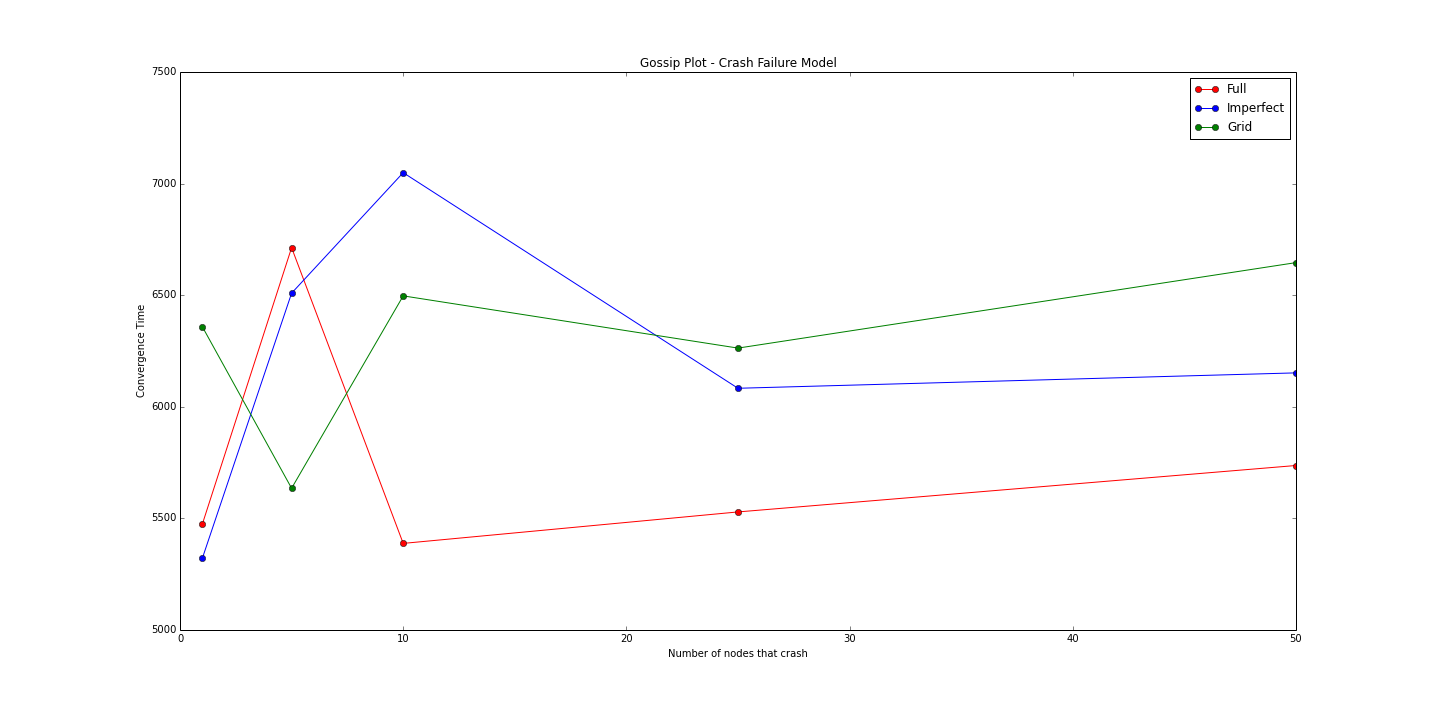 Gossip Plot - Crash Failure Model
Full
Imperfect
Grid
Convergence Time
7500
7000
6500
6000
5500
5000
0
10
20
30
40
50
Number of nodes that crash